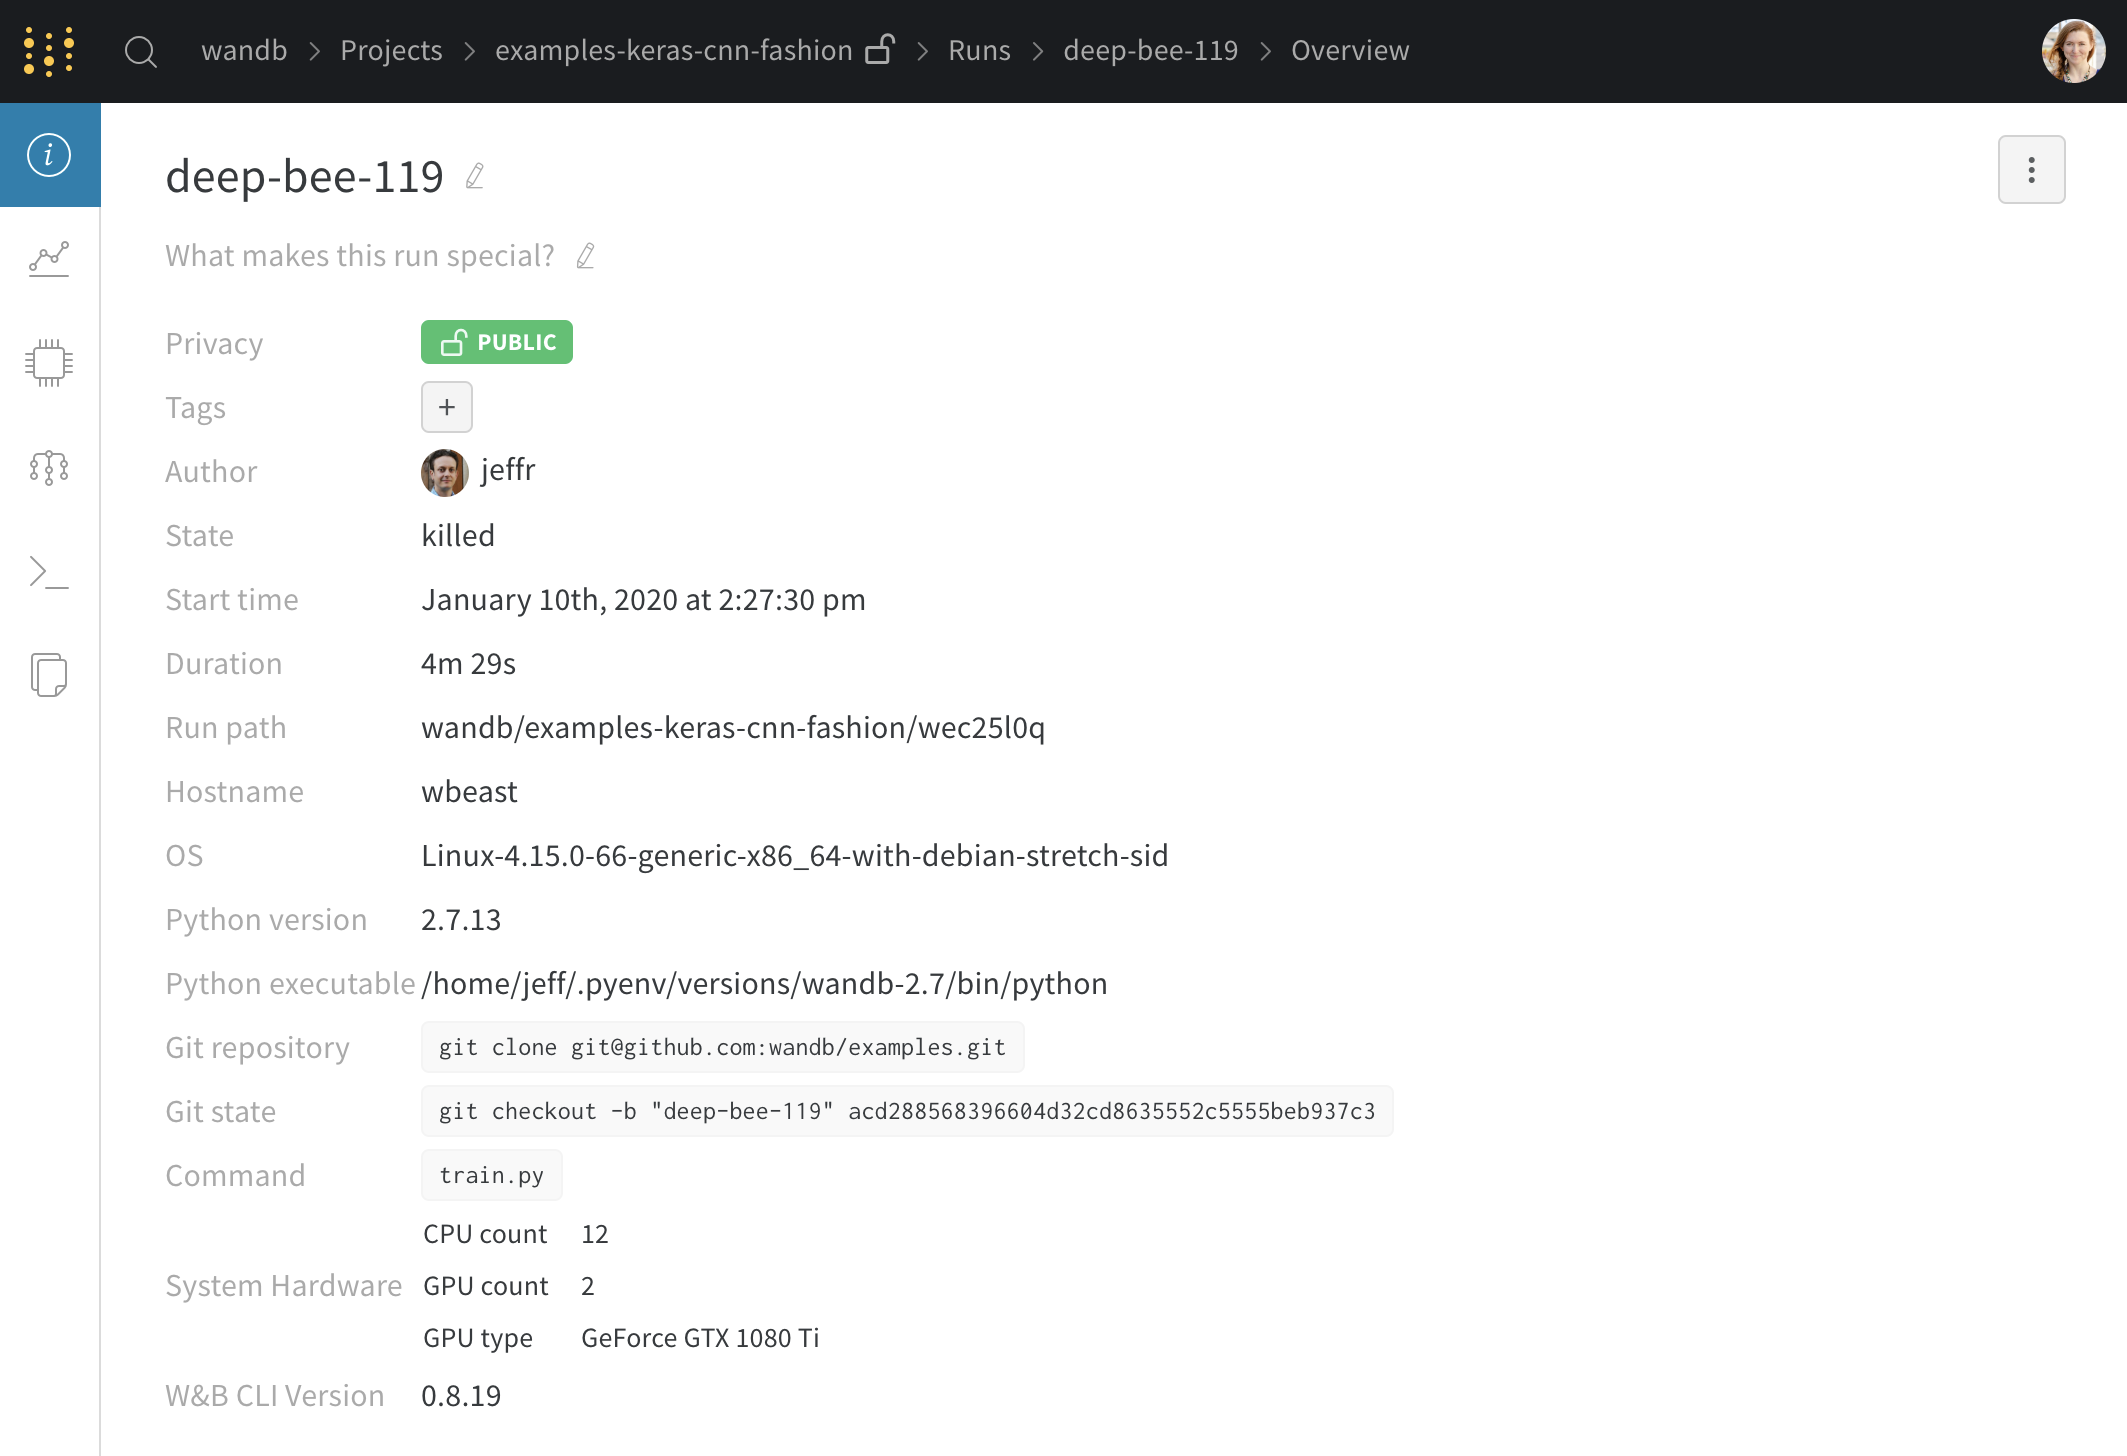 wandb > Projects > examples-keras-cnn-fashion > Runs > deep-bee-119 > Overview
deep-bee-119
What makes this run special?
Privacy PUBLIC
Tags +
Author jeffr
State killed
Start time January 10th, 2020 at 2:27:30 pm
Duration 4m 29s
Run path wandb/examples-keras-cnn-fashion/wec25l0q
Hostname wbeast
OS Linux-4.15.0-66-generic-x86_64-with-debian-stretch-sid
Python version 2.7.13
Python executable /home/jeff/.pyenv/versions/wandb-2.7/bin/python
Git repository git clone git@github.com:wandb/examples.git
Git state git checkout -b "deep-bee-119" acd288568396604d32cd8635552c5555beb937c3
Command train.py
CPU count 12
System Hardware GPU count 2
GPU type GeForce GTX 1080 Ti
W&B CLI Version 0.8.19